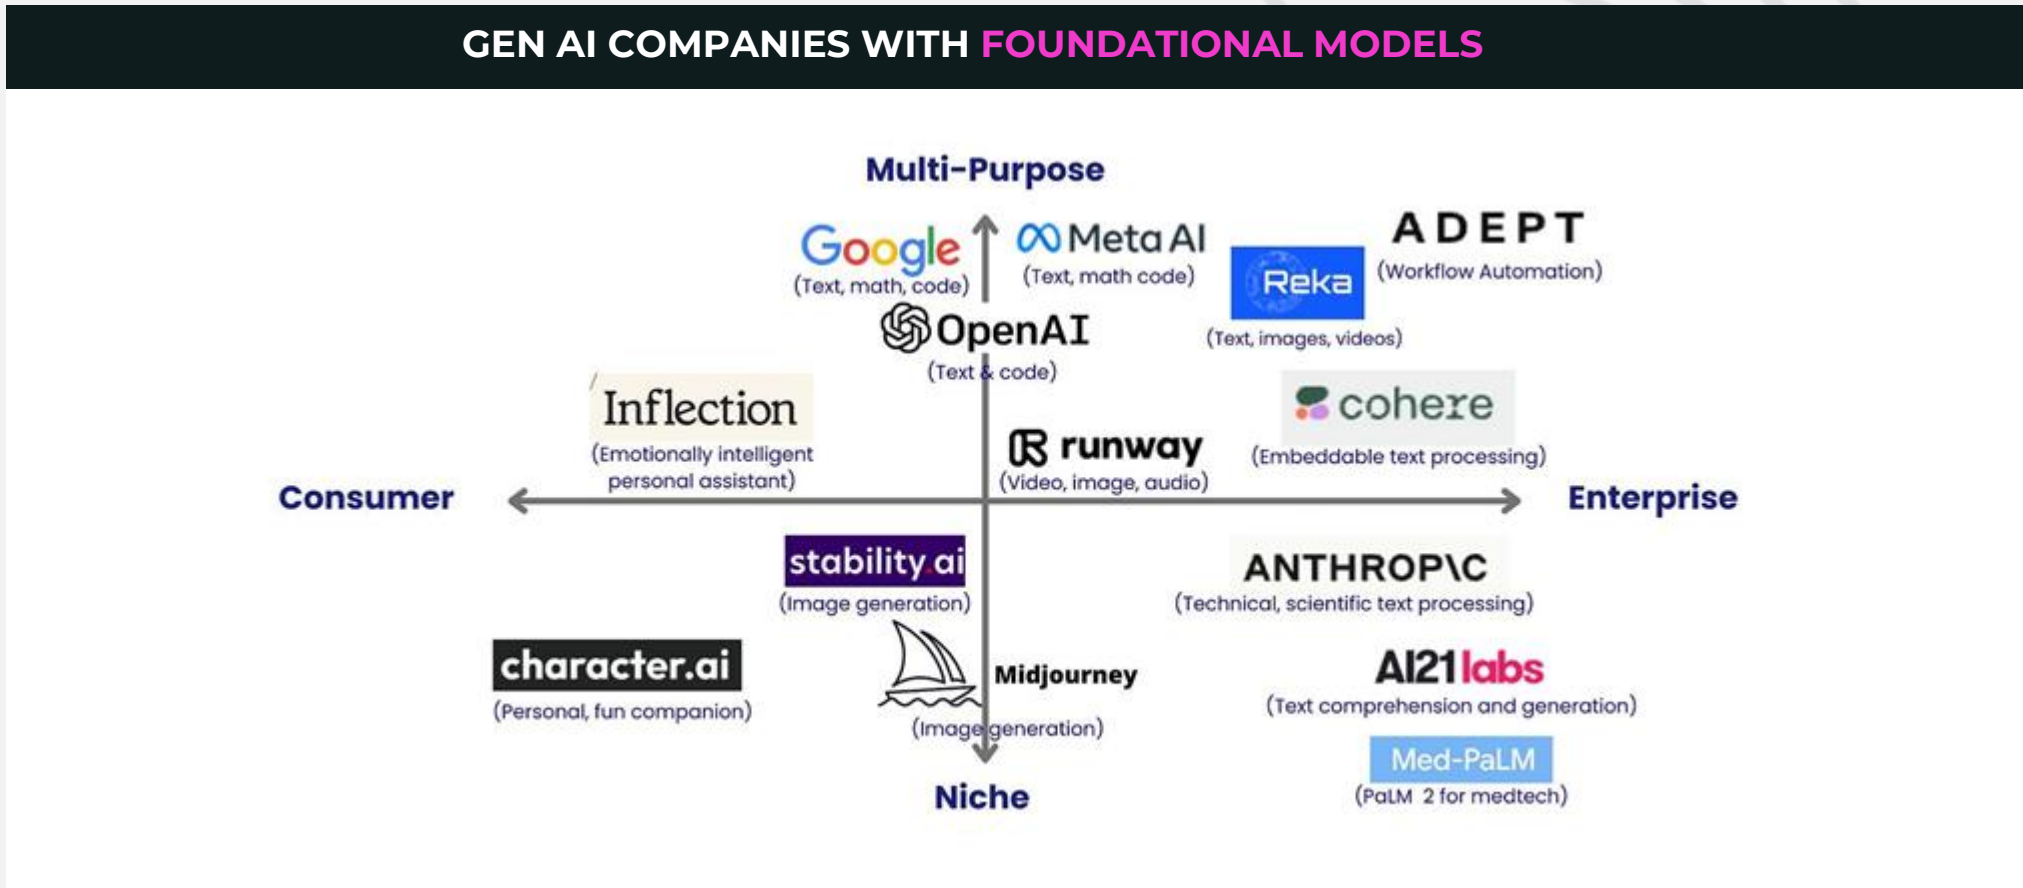 GEN AI COMPANIES WITH FOUNDATIONAL MODELS
Multi-Purpose
Google
(Text, math, code)
Meta AI
(Text, math code)
Reka
(Text, images, videos)
ADEPT
(Workflow Automation)
OpenAI
(Text & code)
Inflection
(Emotionally intelligent
personal assistant)
runway
(Video, image, audio)
cohere
(Embeddable text processing)
Consumer
Enterprise
stability.ai
(Image generation)
ANTHROP\C
(Technical, scientific text processing)
character.ai
(Personal, fun companion)
Midjourney
(Image generation)
AI21labs
(Text comprehension and generation)
Med-PaLM
(PaLM 2 for medtech)
Niche